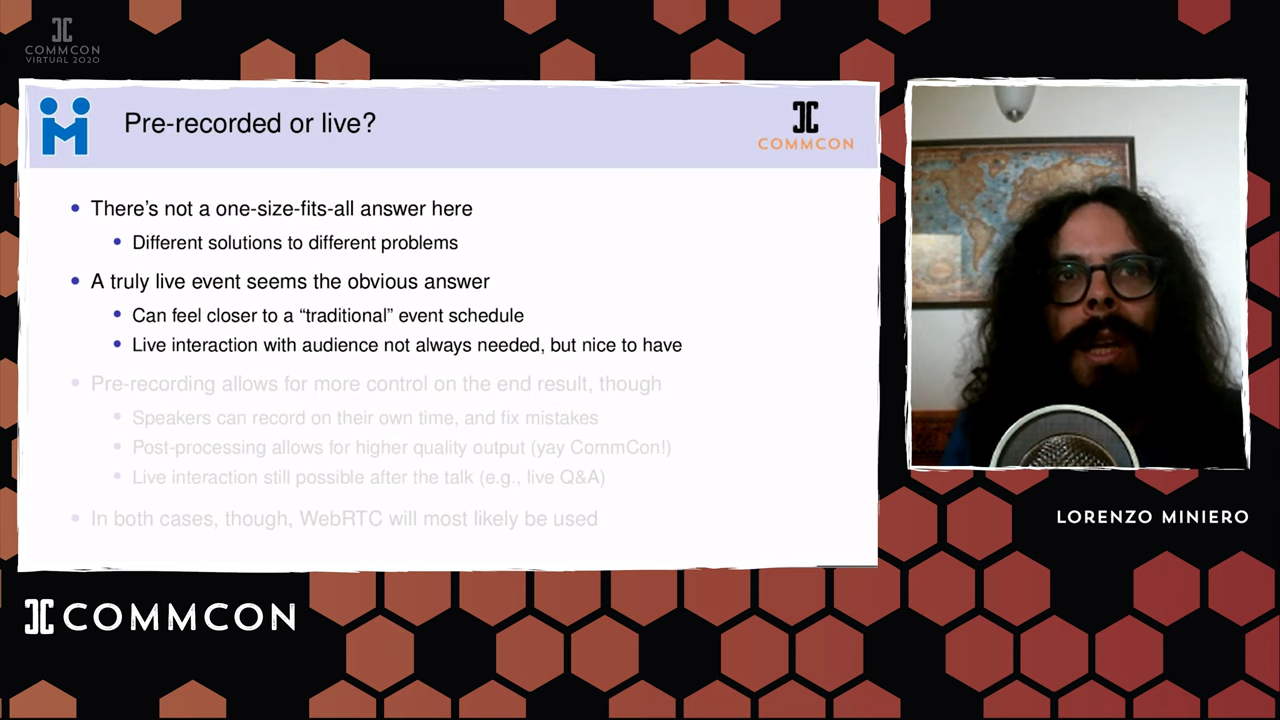 COMMCON
VIRTUAL 2020
Pre-recorded or live?
COMMCON
• There's not a one-size-fits-all answer here
• Different solutions to different problems
• A truly live event seems the obvious answer
• Can feel closer to a “traditional” event schedule
• Live interaction with audience not always needed, but nice to have
• Pre-recording allows for more control on the end result, though
• Speakers can record on their own time, and fix mistakes
• Post-processing allows for higher quality output (yay CommCon!)
• Live interaction still possible after the talk (e.g., live Q&A)
• In both cases, though, WebRTC will most likely be used
LORENZO MINIERO
COMMCON